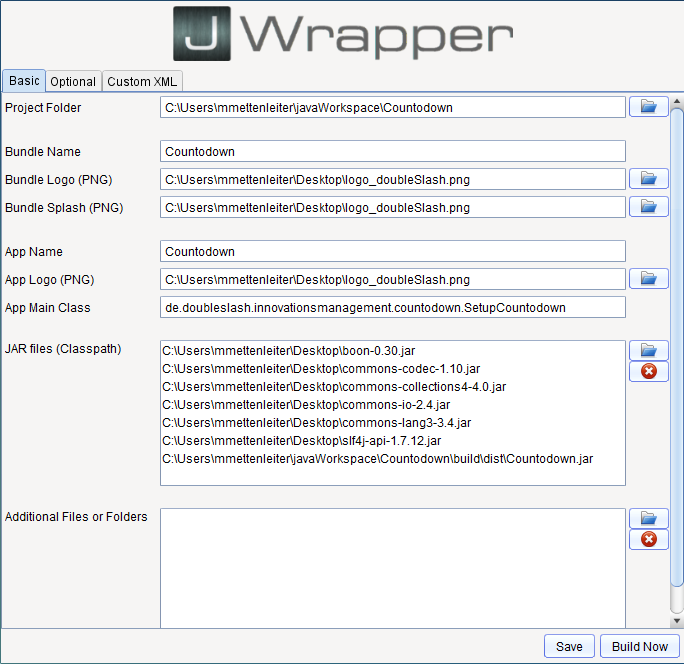 J Wrapper
Basic Optional Custom XML
Project Folder C:\Users\mmettenleiter\javaWorkspace\Countodown
Bundle Name Countodown
Bundle Logo (PNG) C:\Users\mmettenleiter\Desktop\logo_doubleSlash.png
Bundle Splash (PNG) C:\Users\mmettenleiter\Desktop\logo_doubleSlash.png
App Name Countodown
App Logo (PNG) C:\Users\mmettenleiter\Desktop\logo_doubleSlash.png
App Main Class de.doubleslash.innovationsmanagement.countodown.SetupCountodown
JAR files (Classpath) C:\Users\mmettenleiter\Desktop\boon-0.30.jar
C:\Users\mmettenleiter\Desktop\commons-codec-1.10.jar
C:\Users\mmettenleiter\Desktop\commons-collections4-4.0.jar
C:\Users\mmettenleiter\Desktop\commons-io-2.4.jar
C:\Users\mmettenleiter\Desktop\commons-lang3-3.4.jar
C:\Users\mmettenleiter\Desktop\slf4j-api-1.7.12.jar
C:\Users\mmettenleiter\javaWorkspace\Countodown\build\dist\Countodown.jar
Additional Files or Folders
Save Build Now